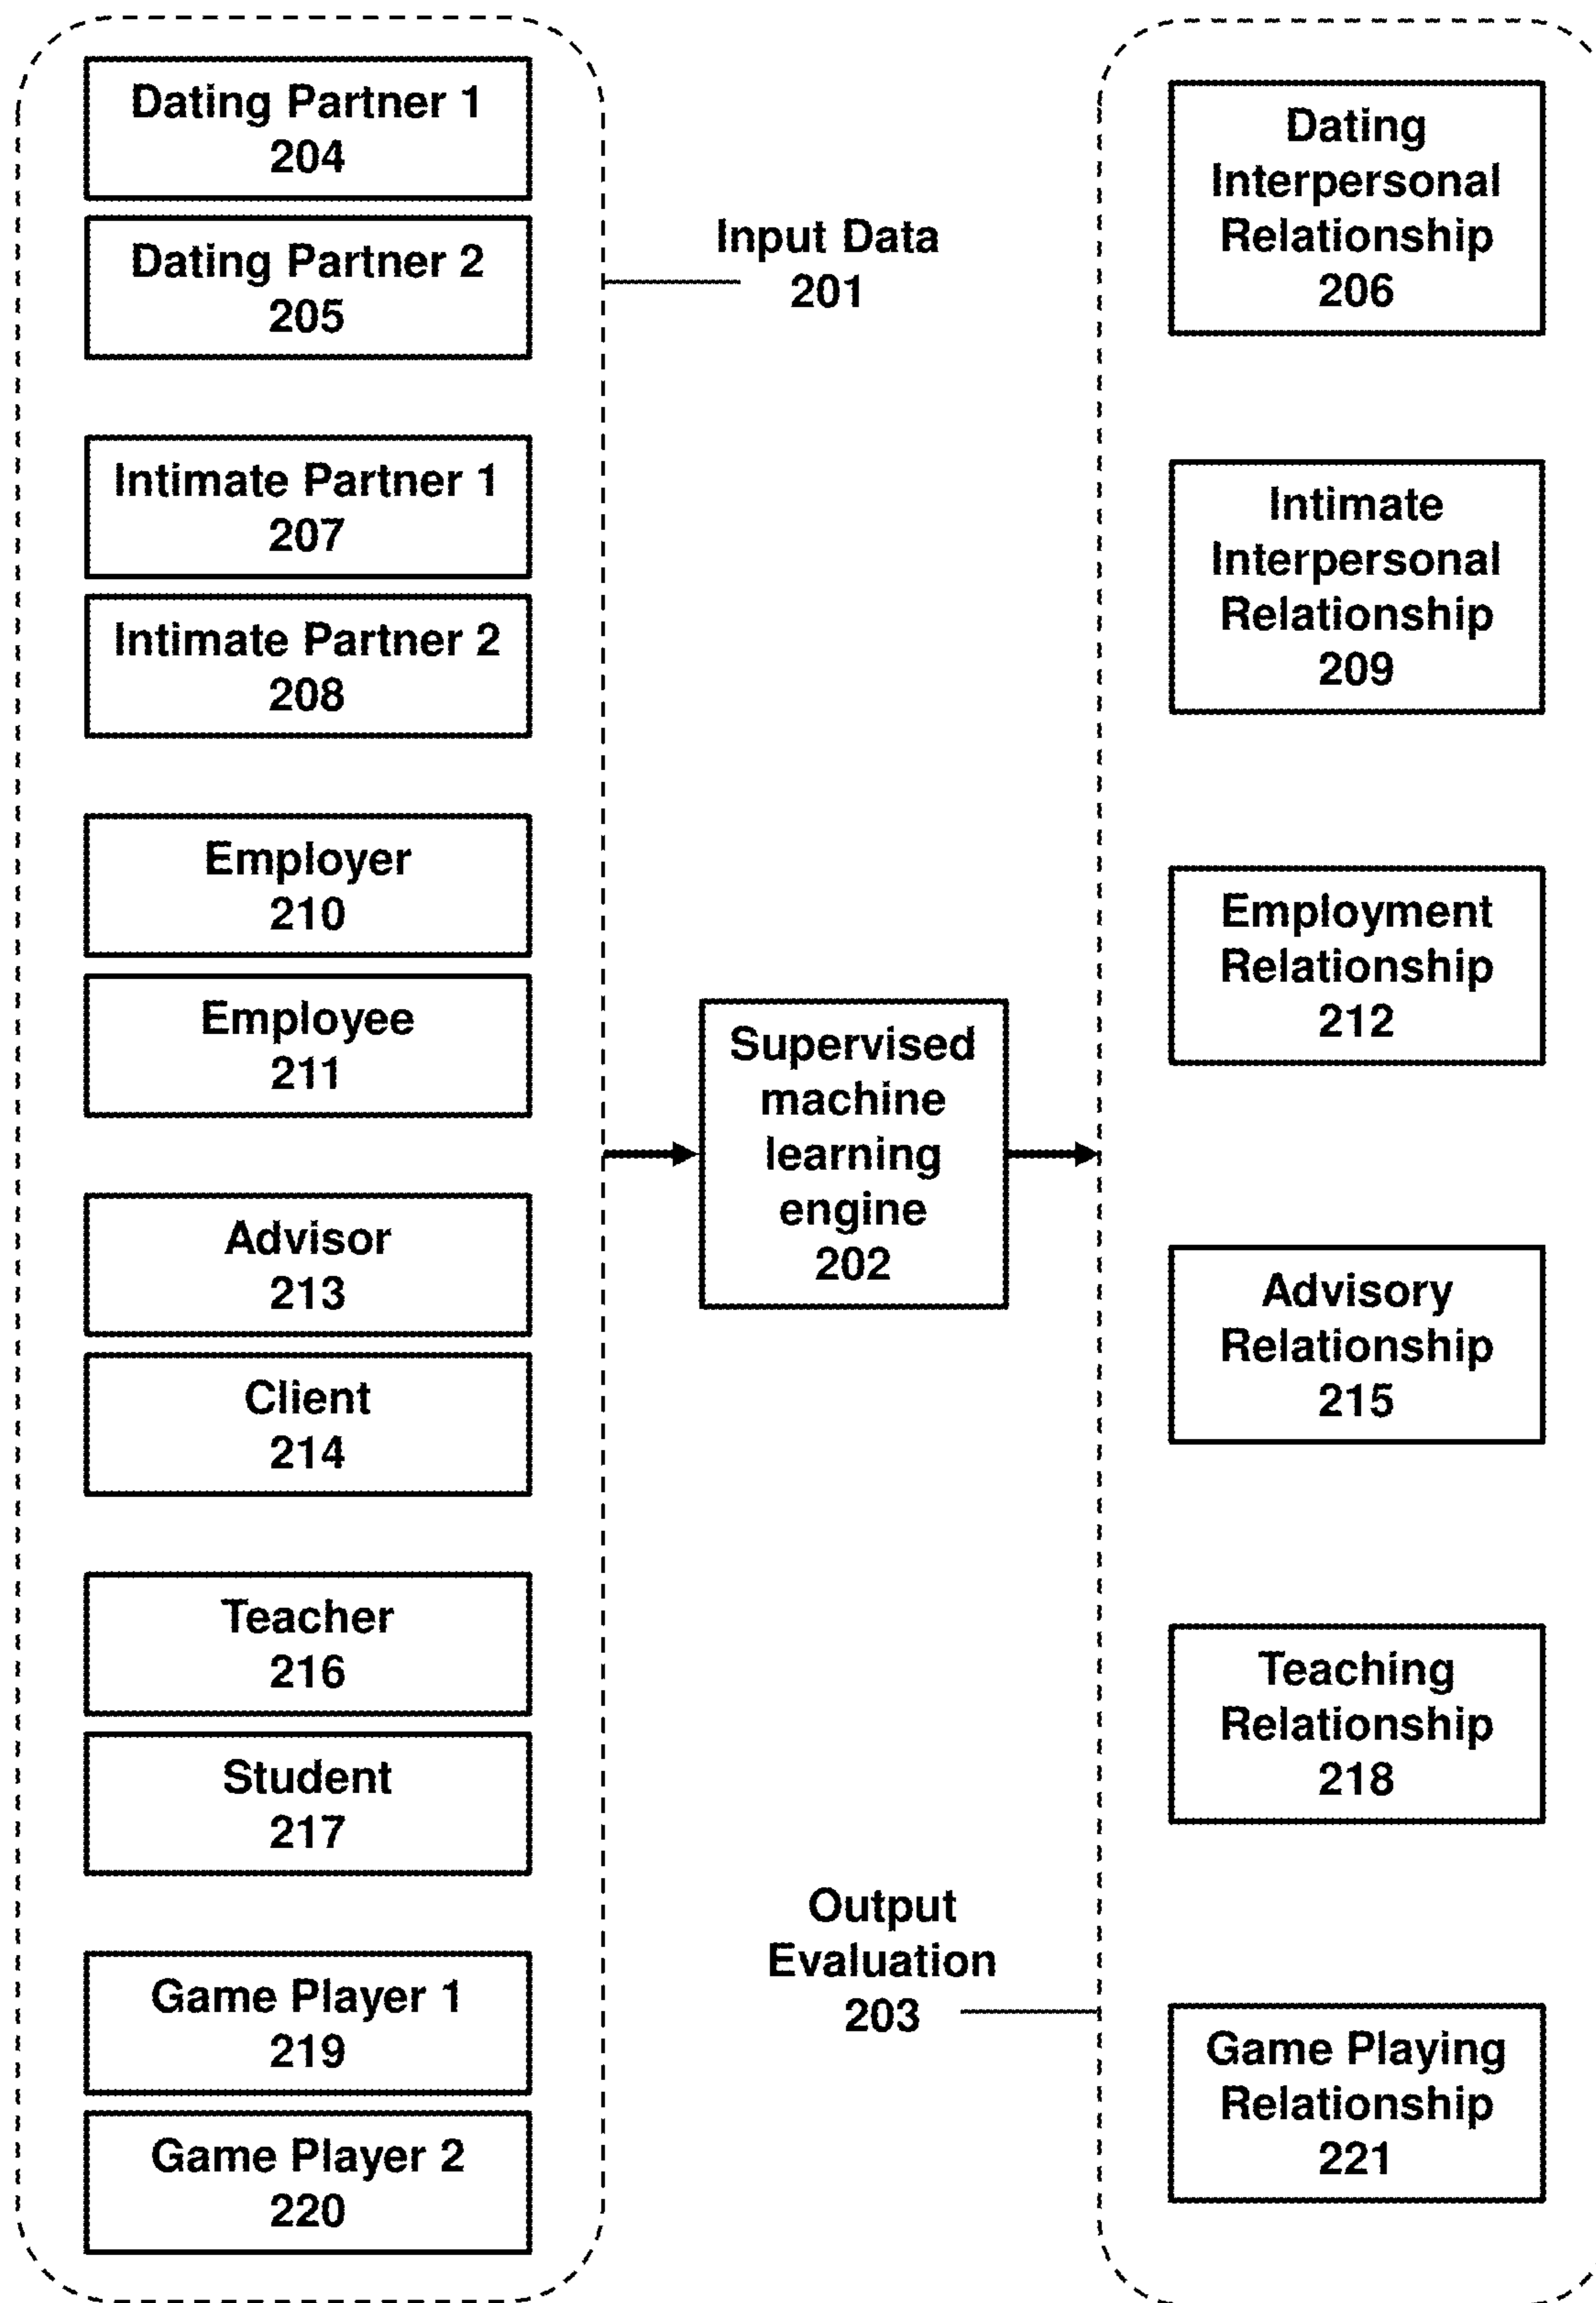 Dating Partner 1
204
Dating Partner 2
205
Intimate Partner 1
207
Intimate Partner 2
208
Employer
210
Employee
211
Advisor
213
Client
214
Teacher
216
Student
217
Game Player 1
219
Game Player 2
220
Input Data
201
Supervised
machine
learning
engine
202
Output
Evaluation
203
Dating
Interpersonal
Relationship
206
Intimate
Interpersonal
Relationship
209
Employment
Relationship
212
Advisory
Relationship
215
Teaching
Relationship
218
Game Playing
Relationship
221